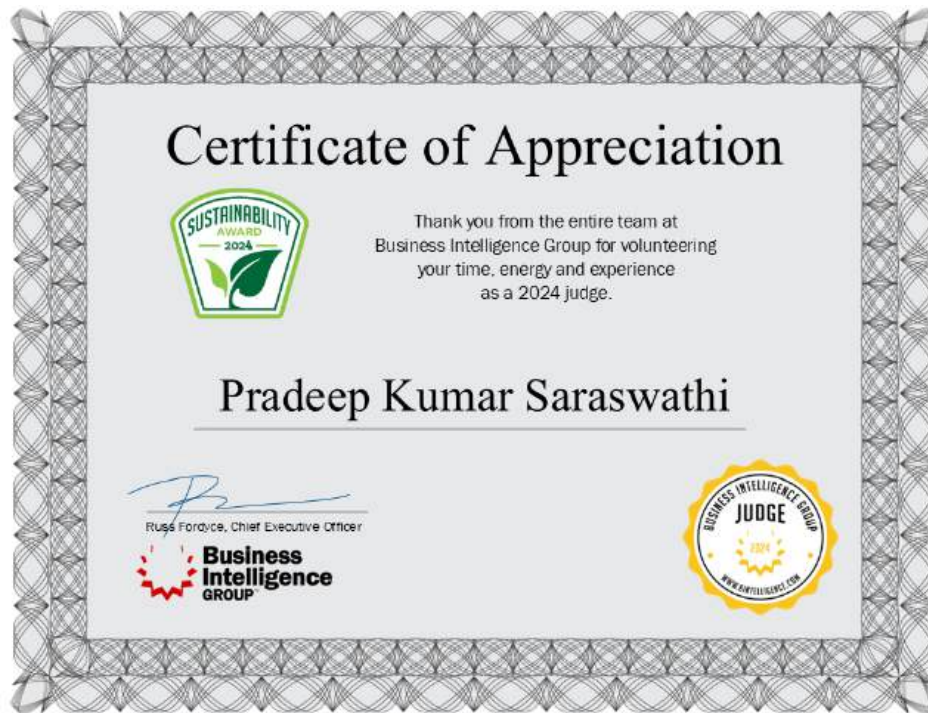 Certificate of Appreciation
SUSTAINABILITY
AWARD
2024
Thank you from the entire team at
Business Intelligence Group for volunteering
your time, energy and experience
as a 2024 judge.
Pradeep Kumar Saraswathi
Russ Fordyce, Chief Executive Officer
Business
Intelligence
GROUP
BUSINESS INTELLIGENCE GROUP
JUDGE
2024
WWW.BINTELLIGENCE.COM